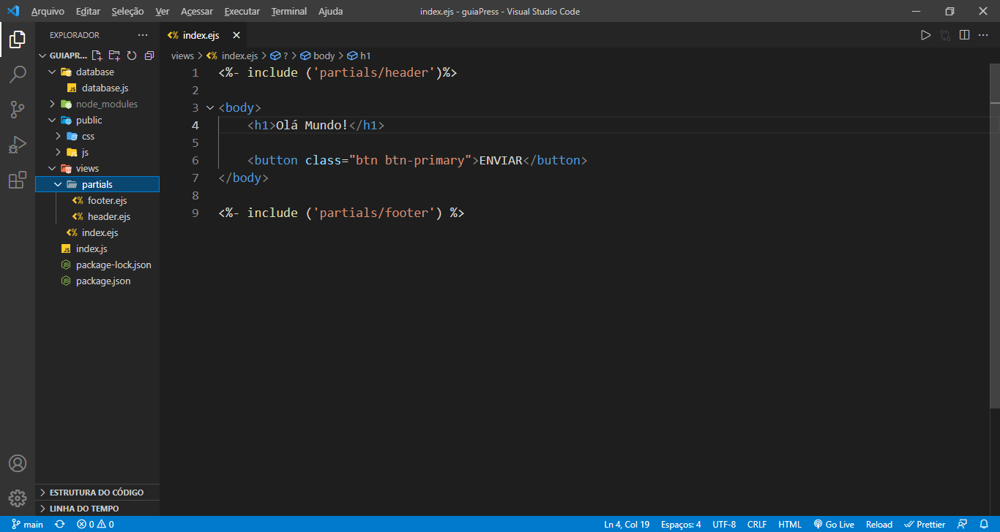 Arquivo Editar Seleção Ver Acessar Executar Terminal Ajuda index.ejs - guiaPress - Visual Studio Code
EXPLORADOR ···
GUIAPR...
database
database.js
node_modules
public
css
js
views
partials
footer.ejs
header.ejs
index.ejs
index.js
package-lock.json
package.json
ESTRUTURA DO CÓDIGO
LINHA DO TEMPO
<% index.ejs ×
views > <% index.ejs > ? > body > h1
1 <%- include ('partials/header')%>
2
3 <body>
4 <h1>Olá Mundo!</h1>
5
6 <button class="btn btn-primary">ENVIAR</button>
7 </body>
8
9 <%- include ('partials/footer') %>
main 0 0 Ln 4, Col 19 Espaços: 4 UTF-8 CRLF HTML Go Live Reload Prettier